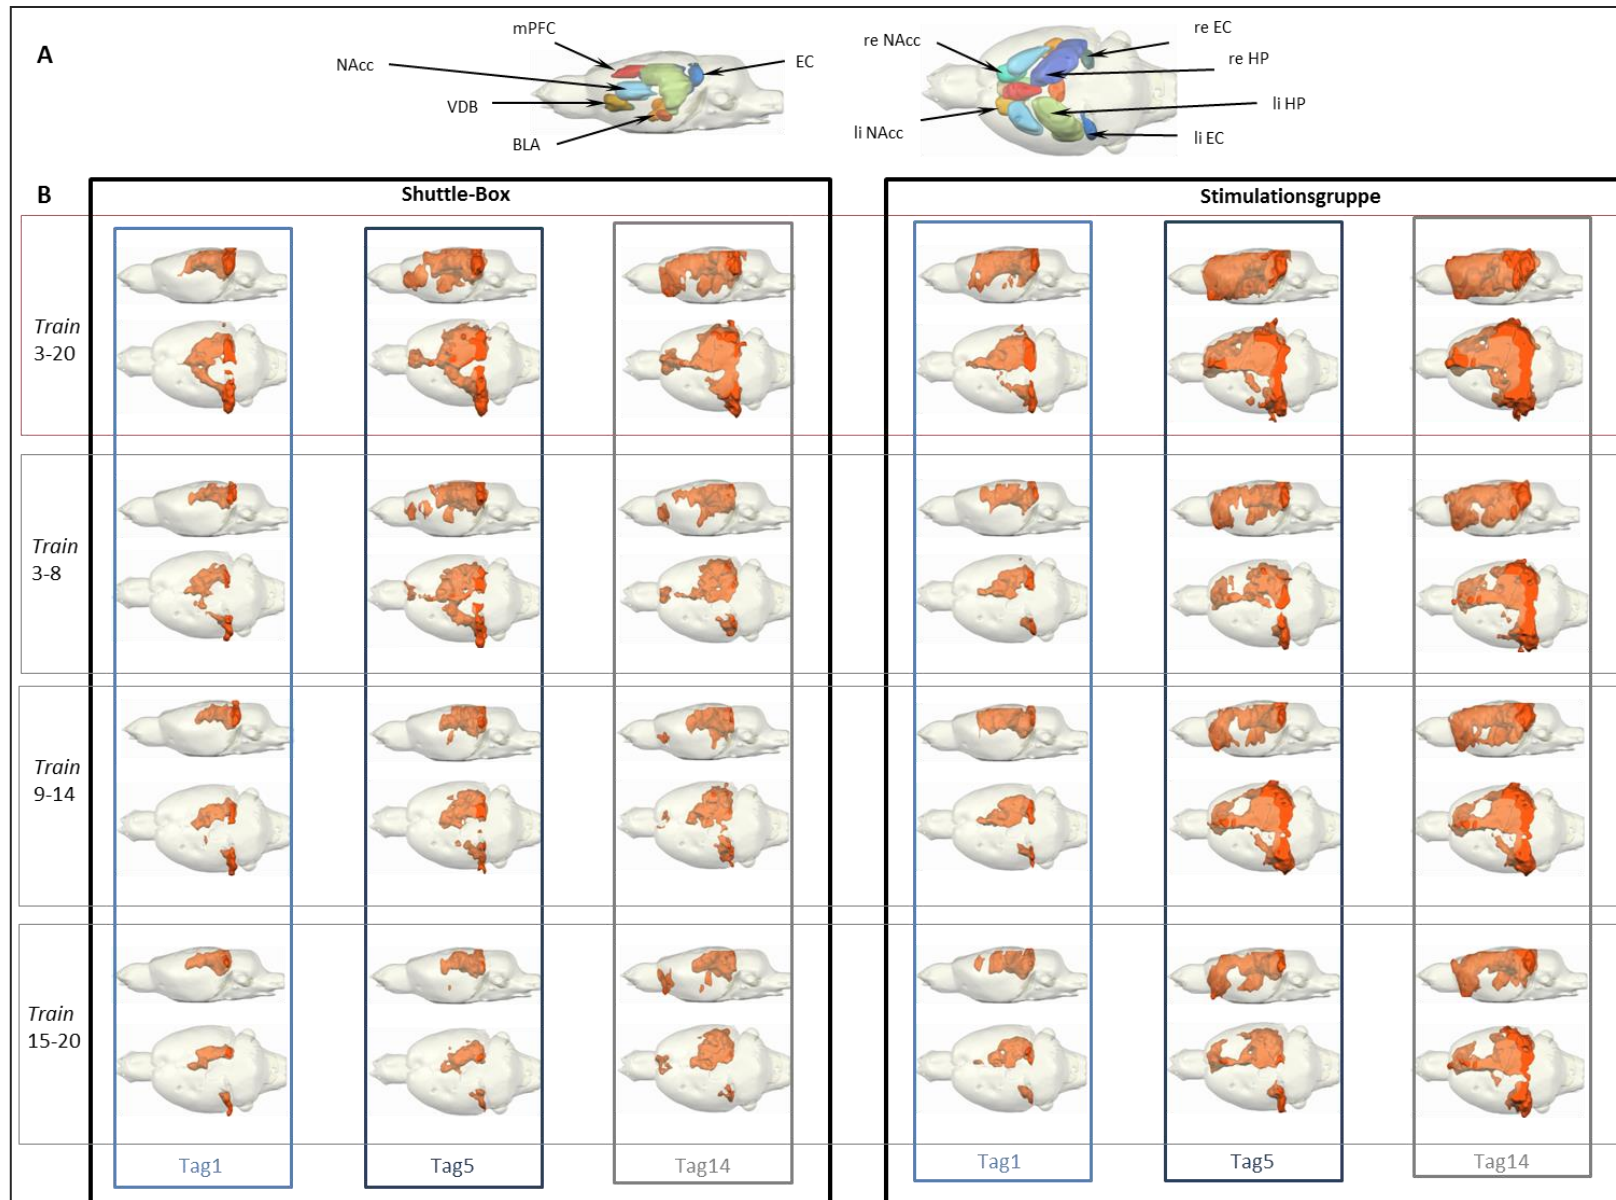 A
mPFC
NAcc
VDB
BLA
EC
re NAcc
li NAcc
re EC
re HP
li HP
li EC
B
Shuttle-Box
Stimulationsgruppe
Train
3-20
Train
3-8
Train
9-14
Train
15-20
Tag1
Tag5
Tag14
Tag1
Tag5
Tag14